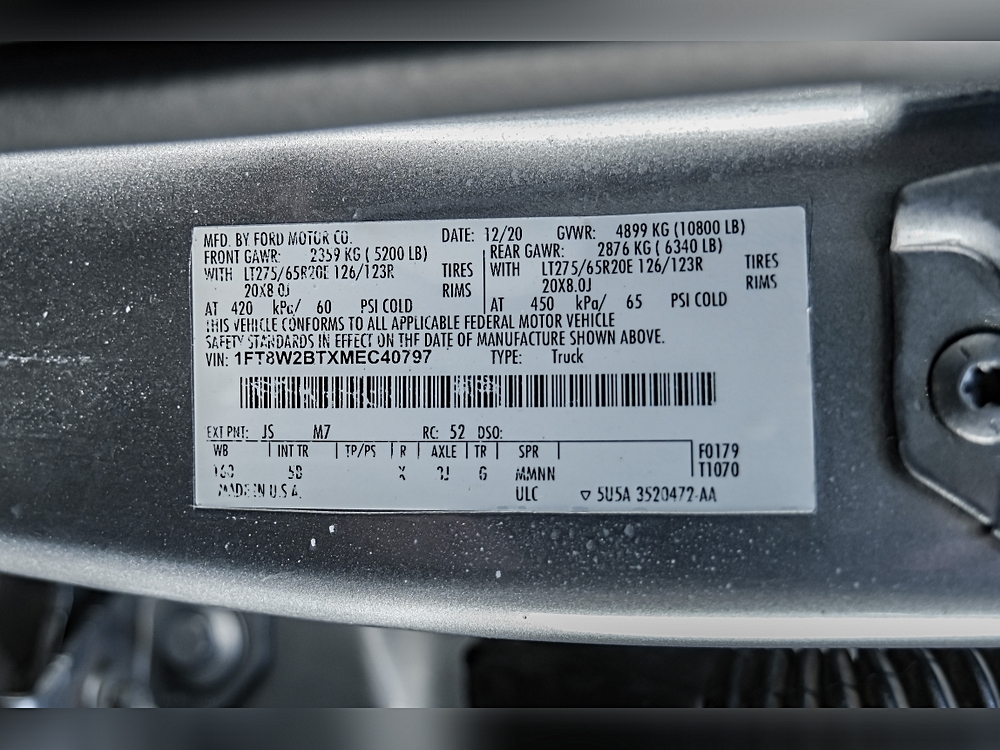 MFD. BY FORD MOTOR CO. DATE: 12/20 GVWR: 4899 KG (10800 LB)
FRONT GAWR: 2359 KG ( 5200 LB) REAR GAWR: 2876 KG ( 6340 LB)
WITH LT275/65R20E 126/123R TIRES WITH LT275/65R20E 126/123R TIRES
20X8.0J RIMS 20X8.0J RIMS
AT 420 kPa/ 60 PSI COLD AT 450 kPa/ 65 PSI COLD
THIS VEHICLE CONFORMS TO ALL APPLICABLE FEDERAL MOTOR VEHICLE
SAFETY STANDARDS IN EFFECT ON THE DATE OF MANUFACTURE SHOWN ABOVE.
VIN: 1FT8W2BTXMEC40797 TYPE: Truck
EXT PNT: JS M7 RC: 52 DSO:
WB INT TR TP/PS R AXLE TR SPR F0179
160 X 6 MMNN T1070
MADE IN U.S.A. ULC ▽ 5U5A 3520472-AA